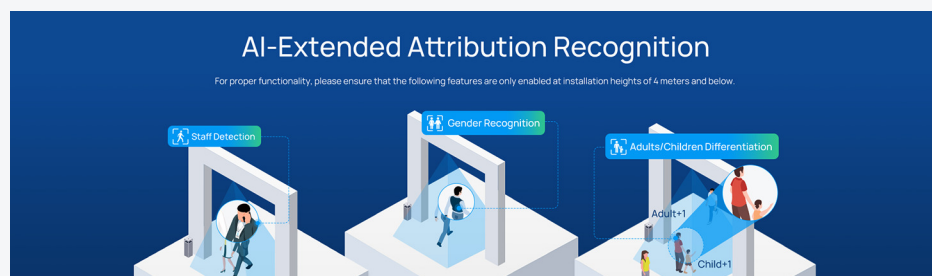 AI-Extended Attribution Recognition
For proper functionality, please ensure that the following features are only enabled at installation heights of 4 meters and below.
Staff Detection
Gender Recognition
Adults/Children Differentiation
Adult+1
Child+1